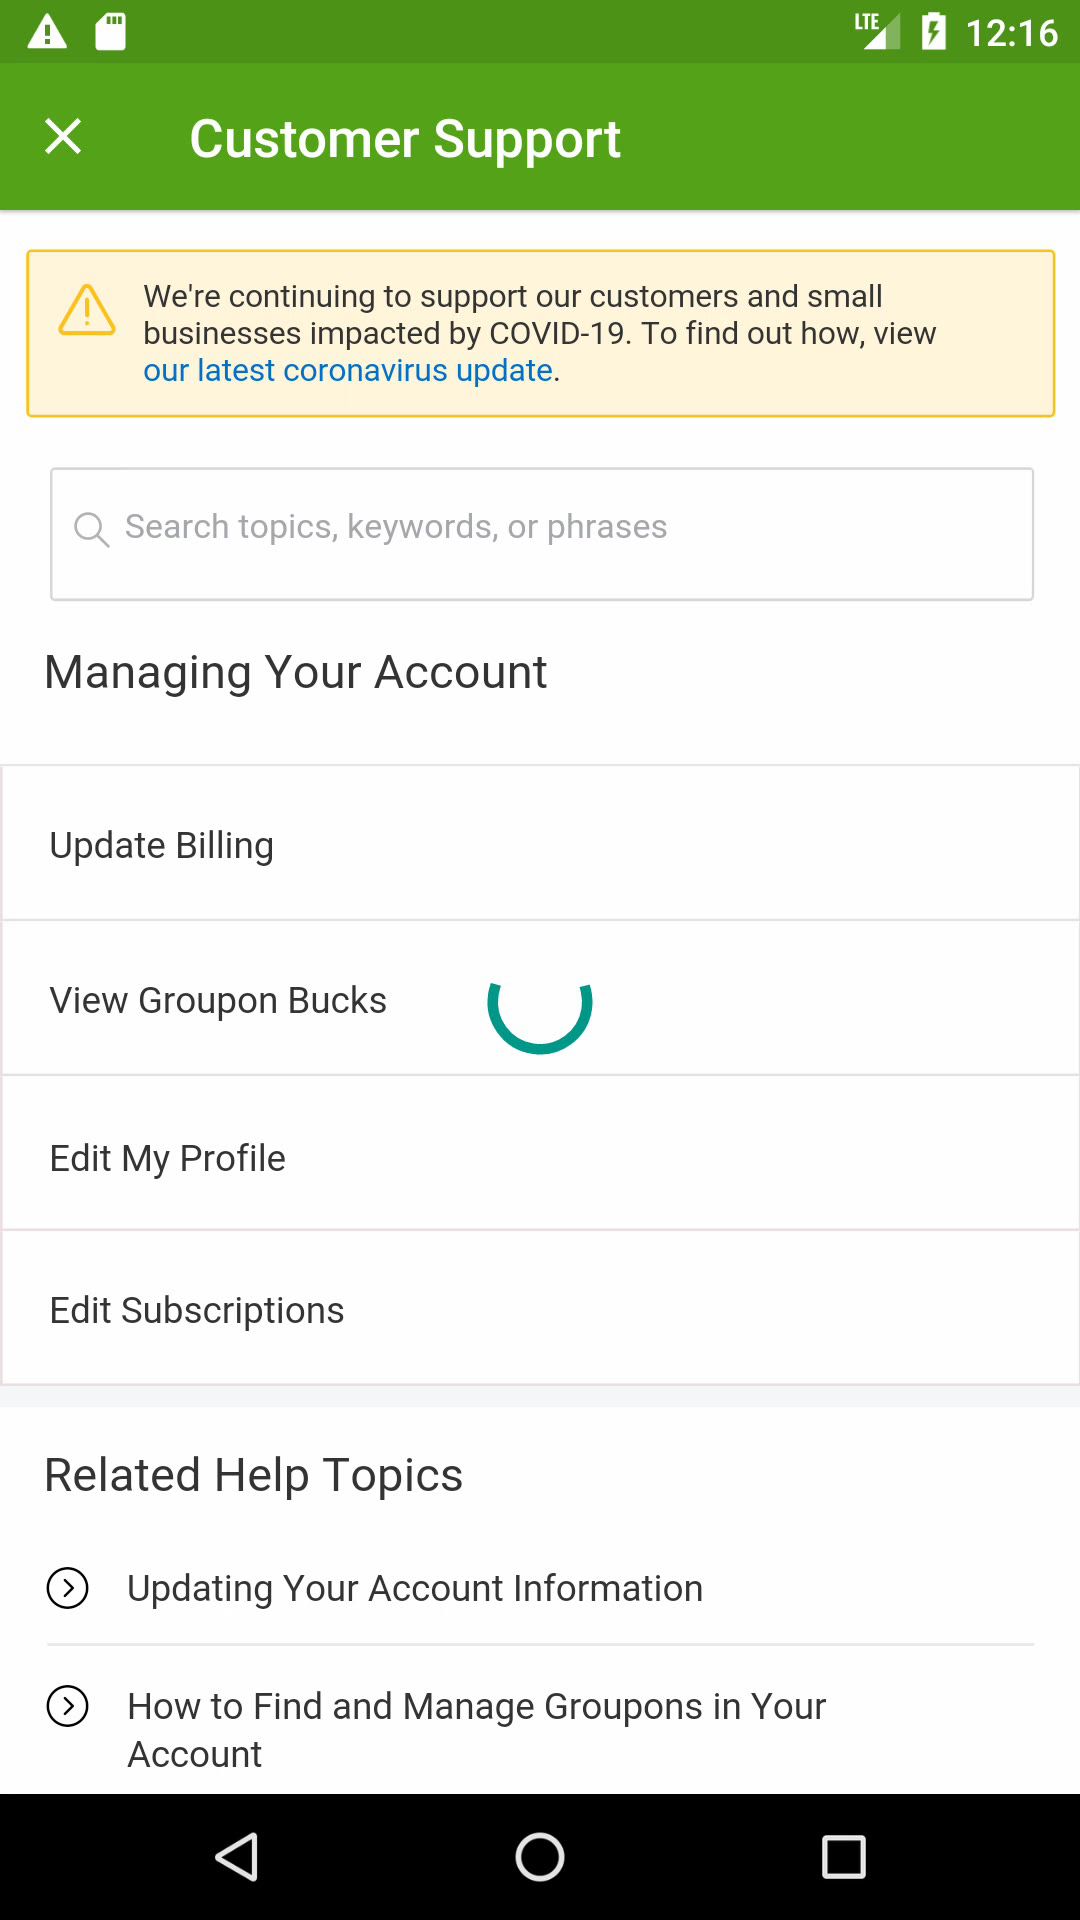 LTE 12:16
Customer Support
We're continuing to support our customers and small
businesses impacted by COVID-19. To find out how, view
our latest coronavirus update.
Search topics, keywords, or phrases
Managing Your Account
Update Billing
View Groupon Bucks
Edit My Profile
Edit Subscriptions
Related Help Topics
Updating Your Account Information
How to Find and Manage Groupons in Your
Account